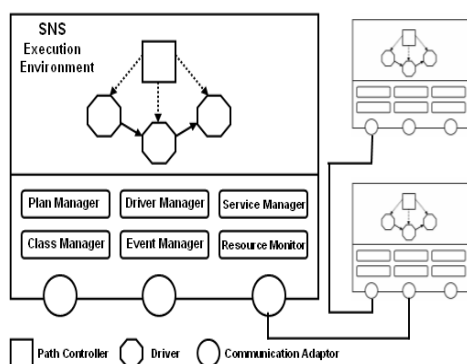 SNS
Execution
Environment
Plan Manager
Driver Manager
Service Manager
Class Manager
Event Manager
Resource Monitor
Path Controller
Driver
Communication Adaptor